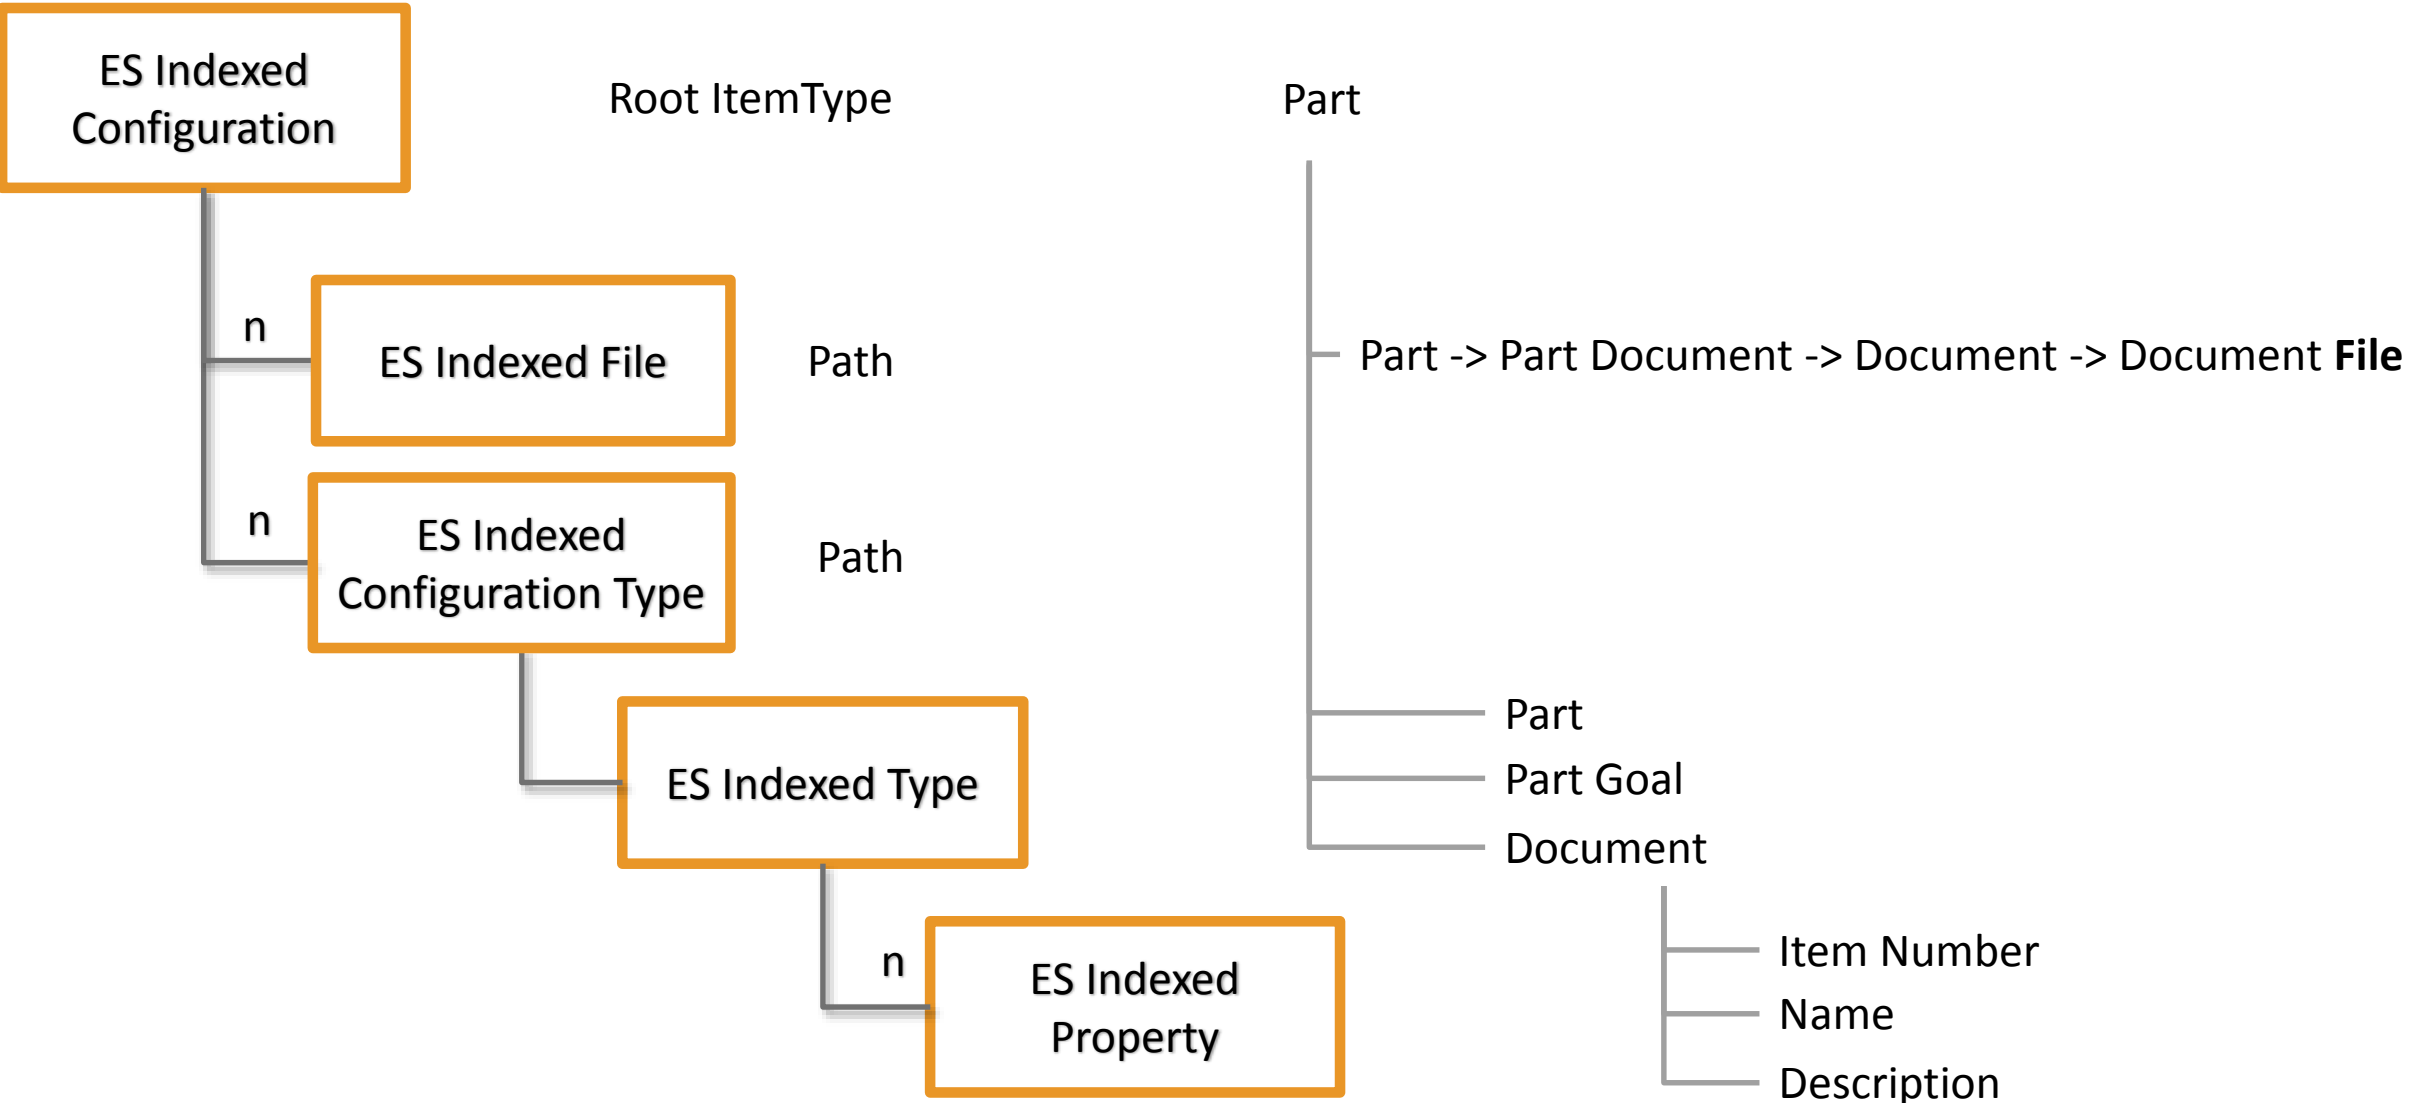 ES Indexed
Configuration
Root ItemType
Part
n
ES Indexed File
Path
Part -> Part Document -> Document -> Document File
n
ES Indexed
Configuration Type
Path
Part
ES Indexed Type
Part Goal
Document
n
ES Indexed
Property
Item Number
Name
Description